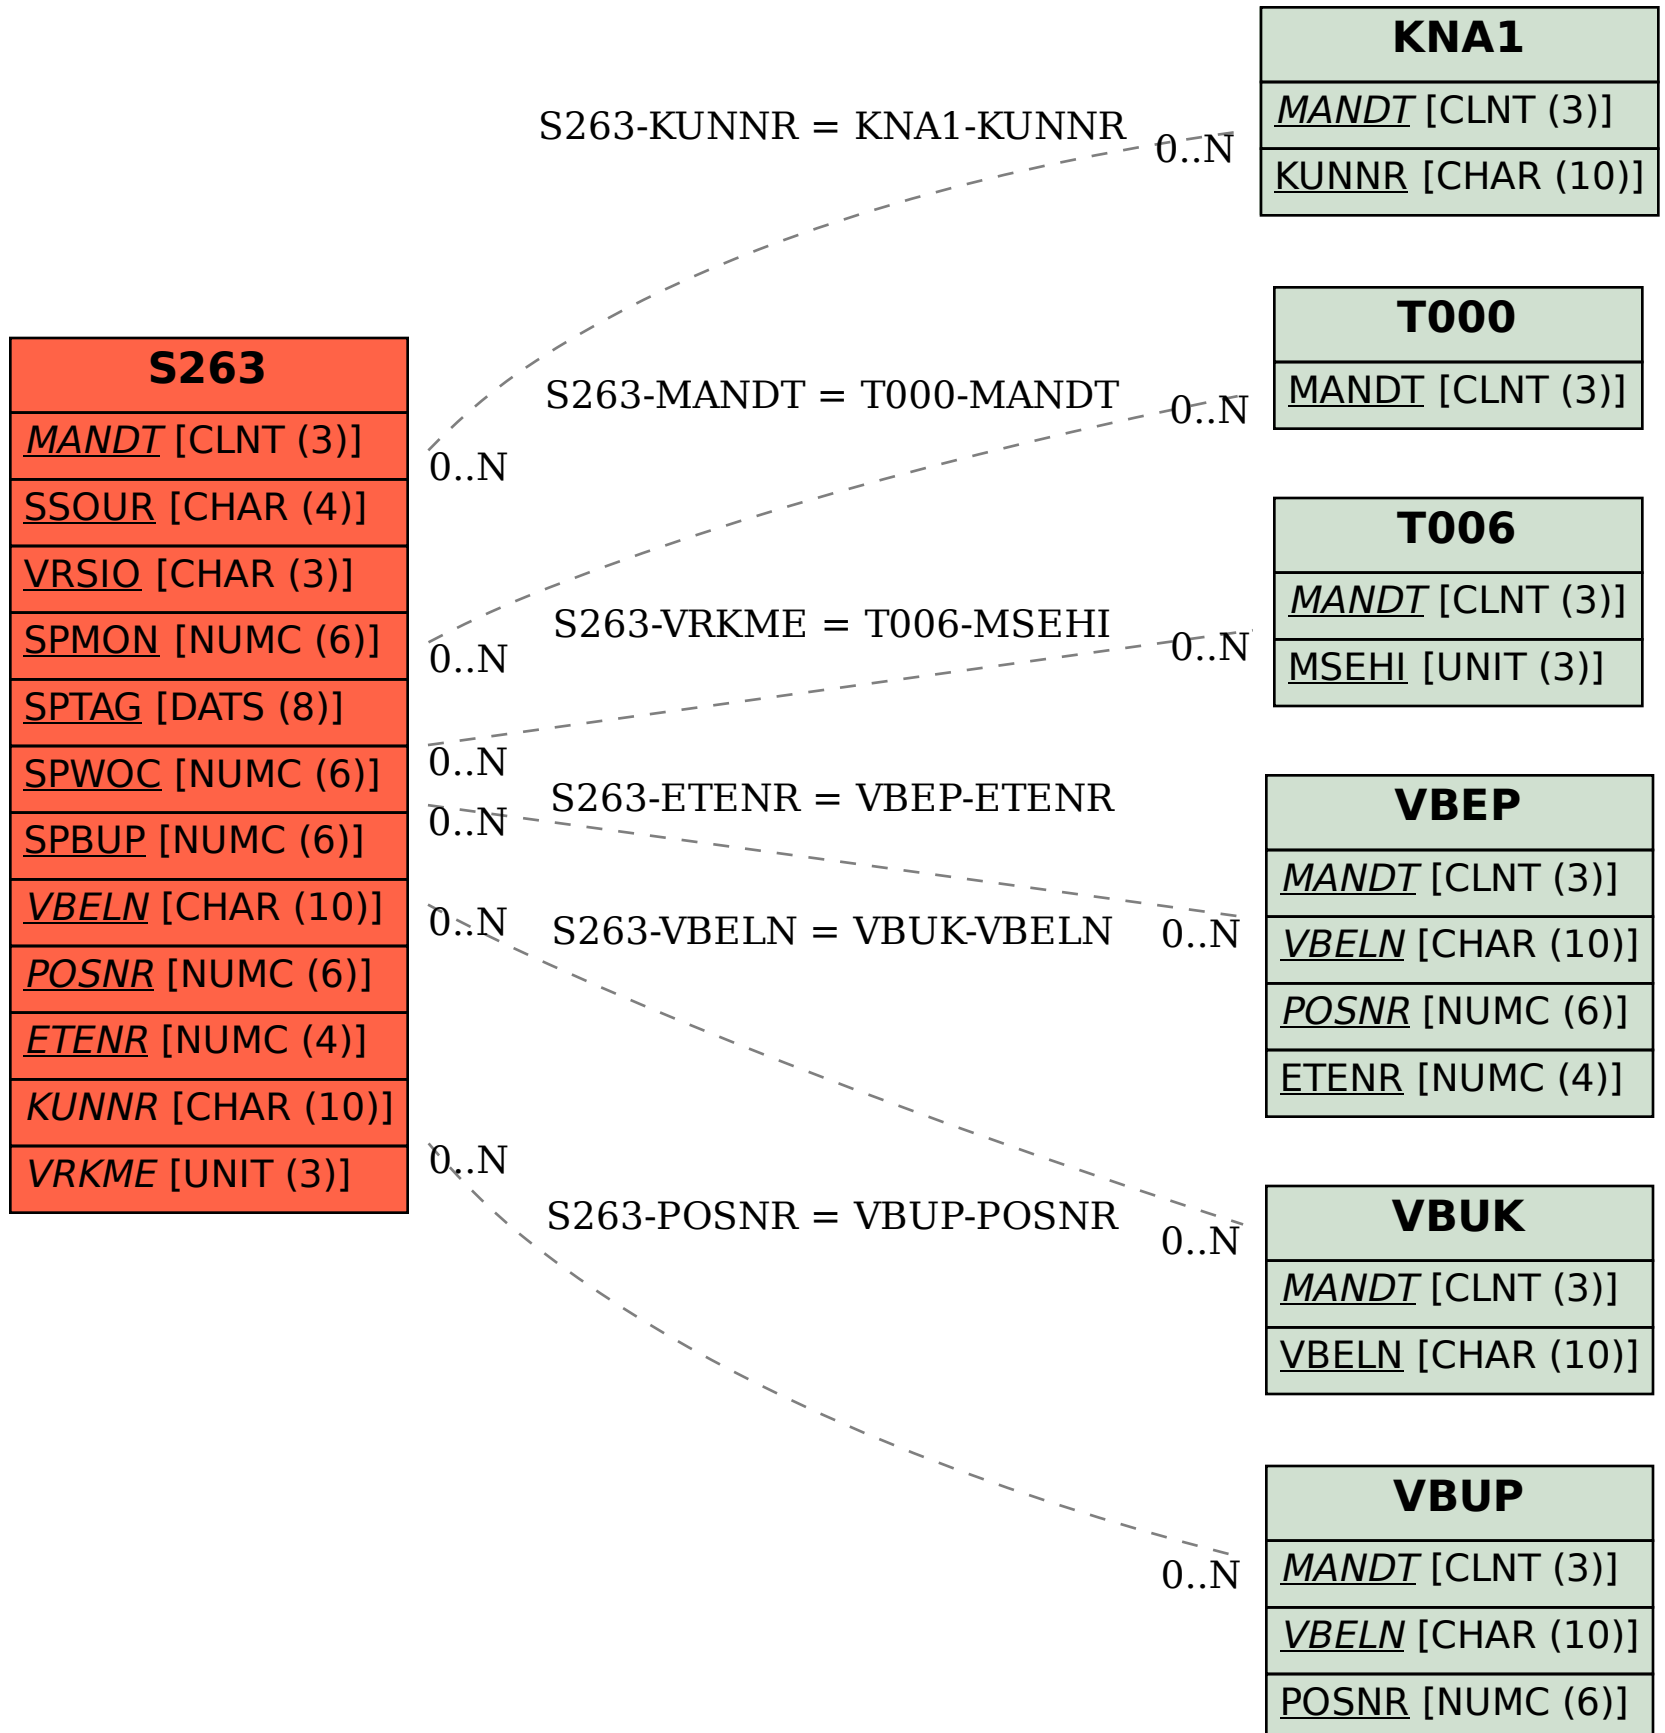 S263
MANDT [CLNT (3)]
SSOUR [CHAR (4)]
VRSIO [CHAR (3)]
SPMON [NUMC (6)]
SPTAG [DATS (8)]
SPWOC [NUMC (6)]
SPBUP [NUMC (6)]
VBELN [CHAR (10)]
POSNR [NUMC (6)]
ETENR [NUMC (4)]
KUNNR [CHAR (10)]
VRKME [UNIT (3)]
S263-KUNNR = KNA1-KUNNR
0..N
0..N
S263-MANDT = T000-MANDT
0..N
0..N
S263-VRKME = T006-MSEHI
0..N
0..N
S263-ETENR = VBEP-ETENR
0..N
0..N
S263-VBELN = VBUK-VBELN
0..N
0..N
S263-POSNR = VBUP-POSNR
0..N
0..N
KNA1
MANDT [CLNT (3)]
KUNNR [CHAR (10)]
T000
MANDT [CLNT (3)]
T006
MANDT [CLNT (3)]
MSEHI [UNIT (3)]
VBEP
MANDT [CLNT (3)]
VBELN [CHAR (10)]
POSNR [NUMC (6)]
ETENR [NUMC (4)]
VBUK
MANDT [CLNT (3)]
VBELN [CHAR (10)]
VBUP
MANDT [CLNT (3)]
VBELN [CHAR (10)]
POSNR [NUMC (6)]